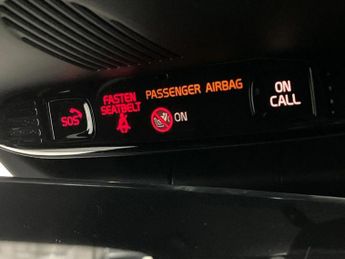 PASSENGER AIRBAG
FASTEN
SEATBELT
ON
SOS
ON
CALL